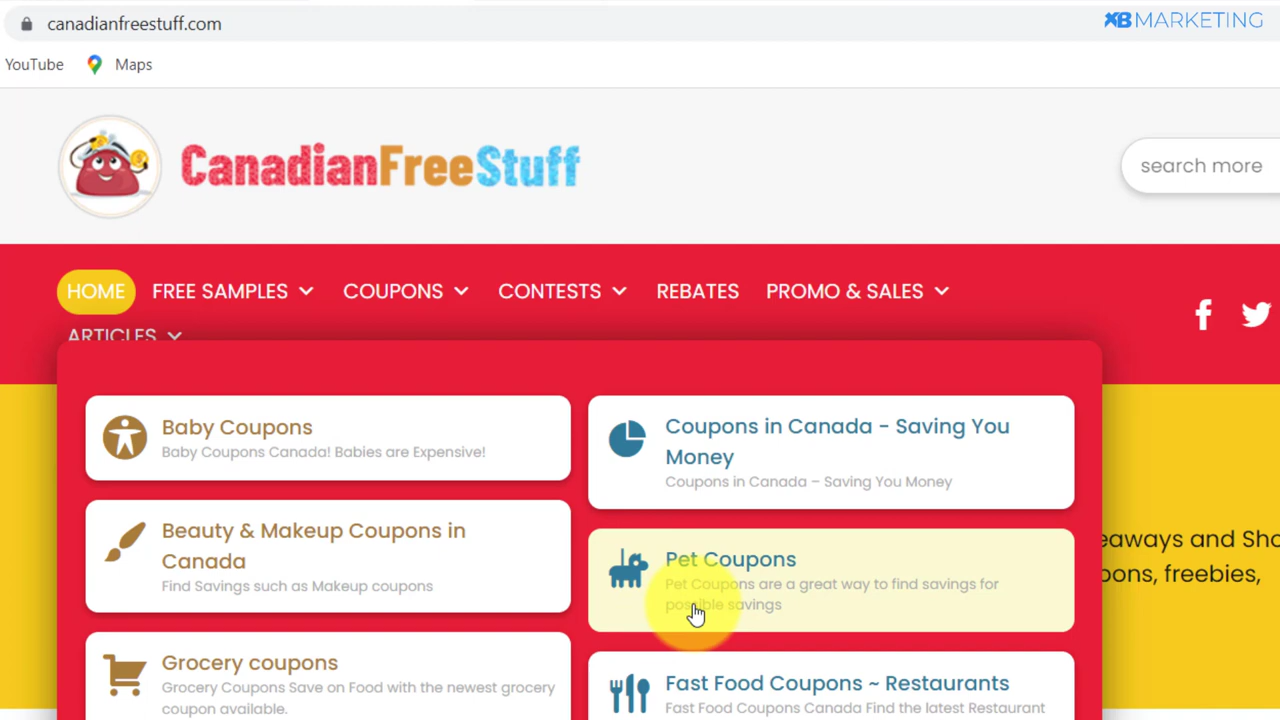 canadianfreestuff.com
XB MARKETING
YouTube
Maps
CanadianFreeStuff
search more
HOME
FREE SAMPLES
COUPONS
CONTESTS
REBATES
PROMO & SALES
ARTICLES
Baby Coupons
Baby Coupons Canada! Babies are Expensive!
Beauty & Makeup Coupons in
Canada
Find Savings such as Makeup coupons
Grocery coupons
Grocery Coupons Save on Food with the newest grocery
coupon available.
Coupons in Canada - Saving You
Money
Coupons in Canada – Saving You Money
Pet Coupons
Pet Coupons are a great way to find savings for
possible savings
Fast Food Coupons ~ Restaurants
Fast Food Coupons Canada Find the latest Restaurant
and
freebies,